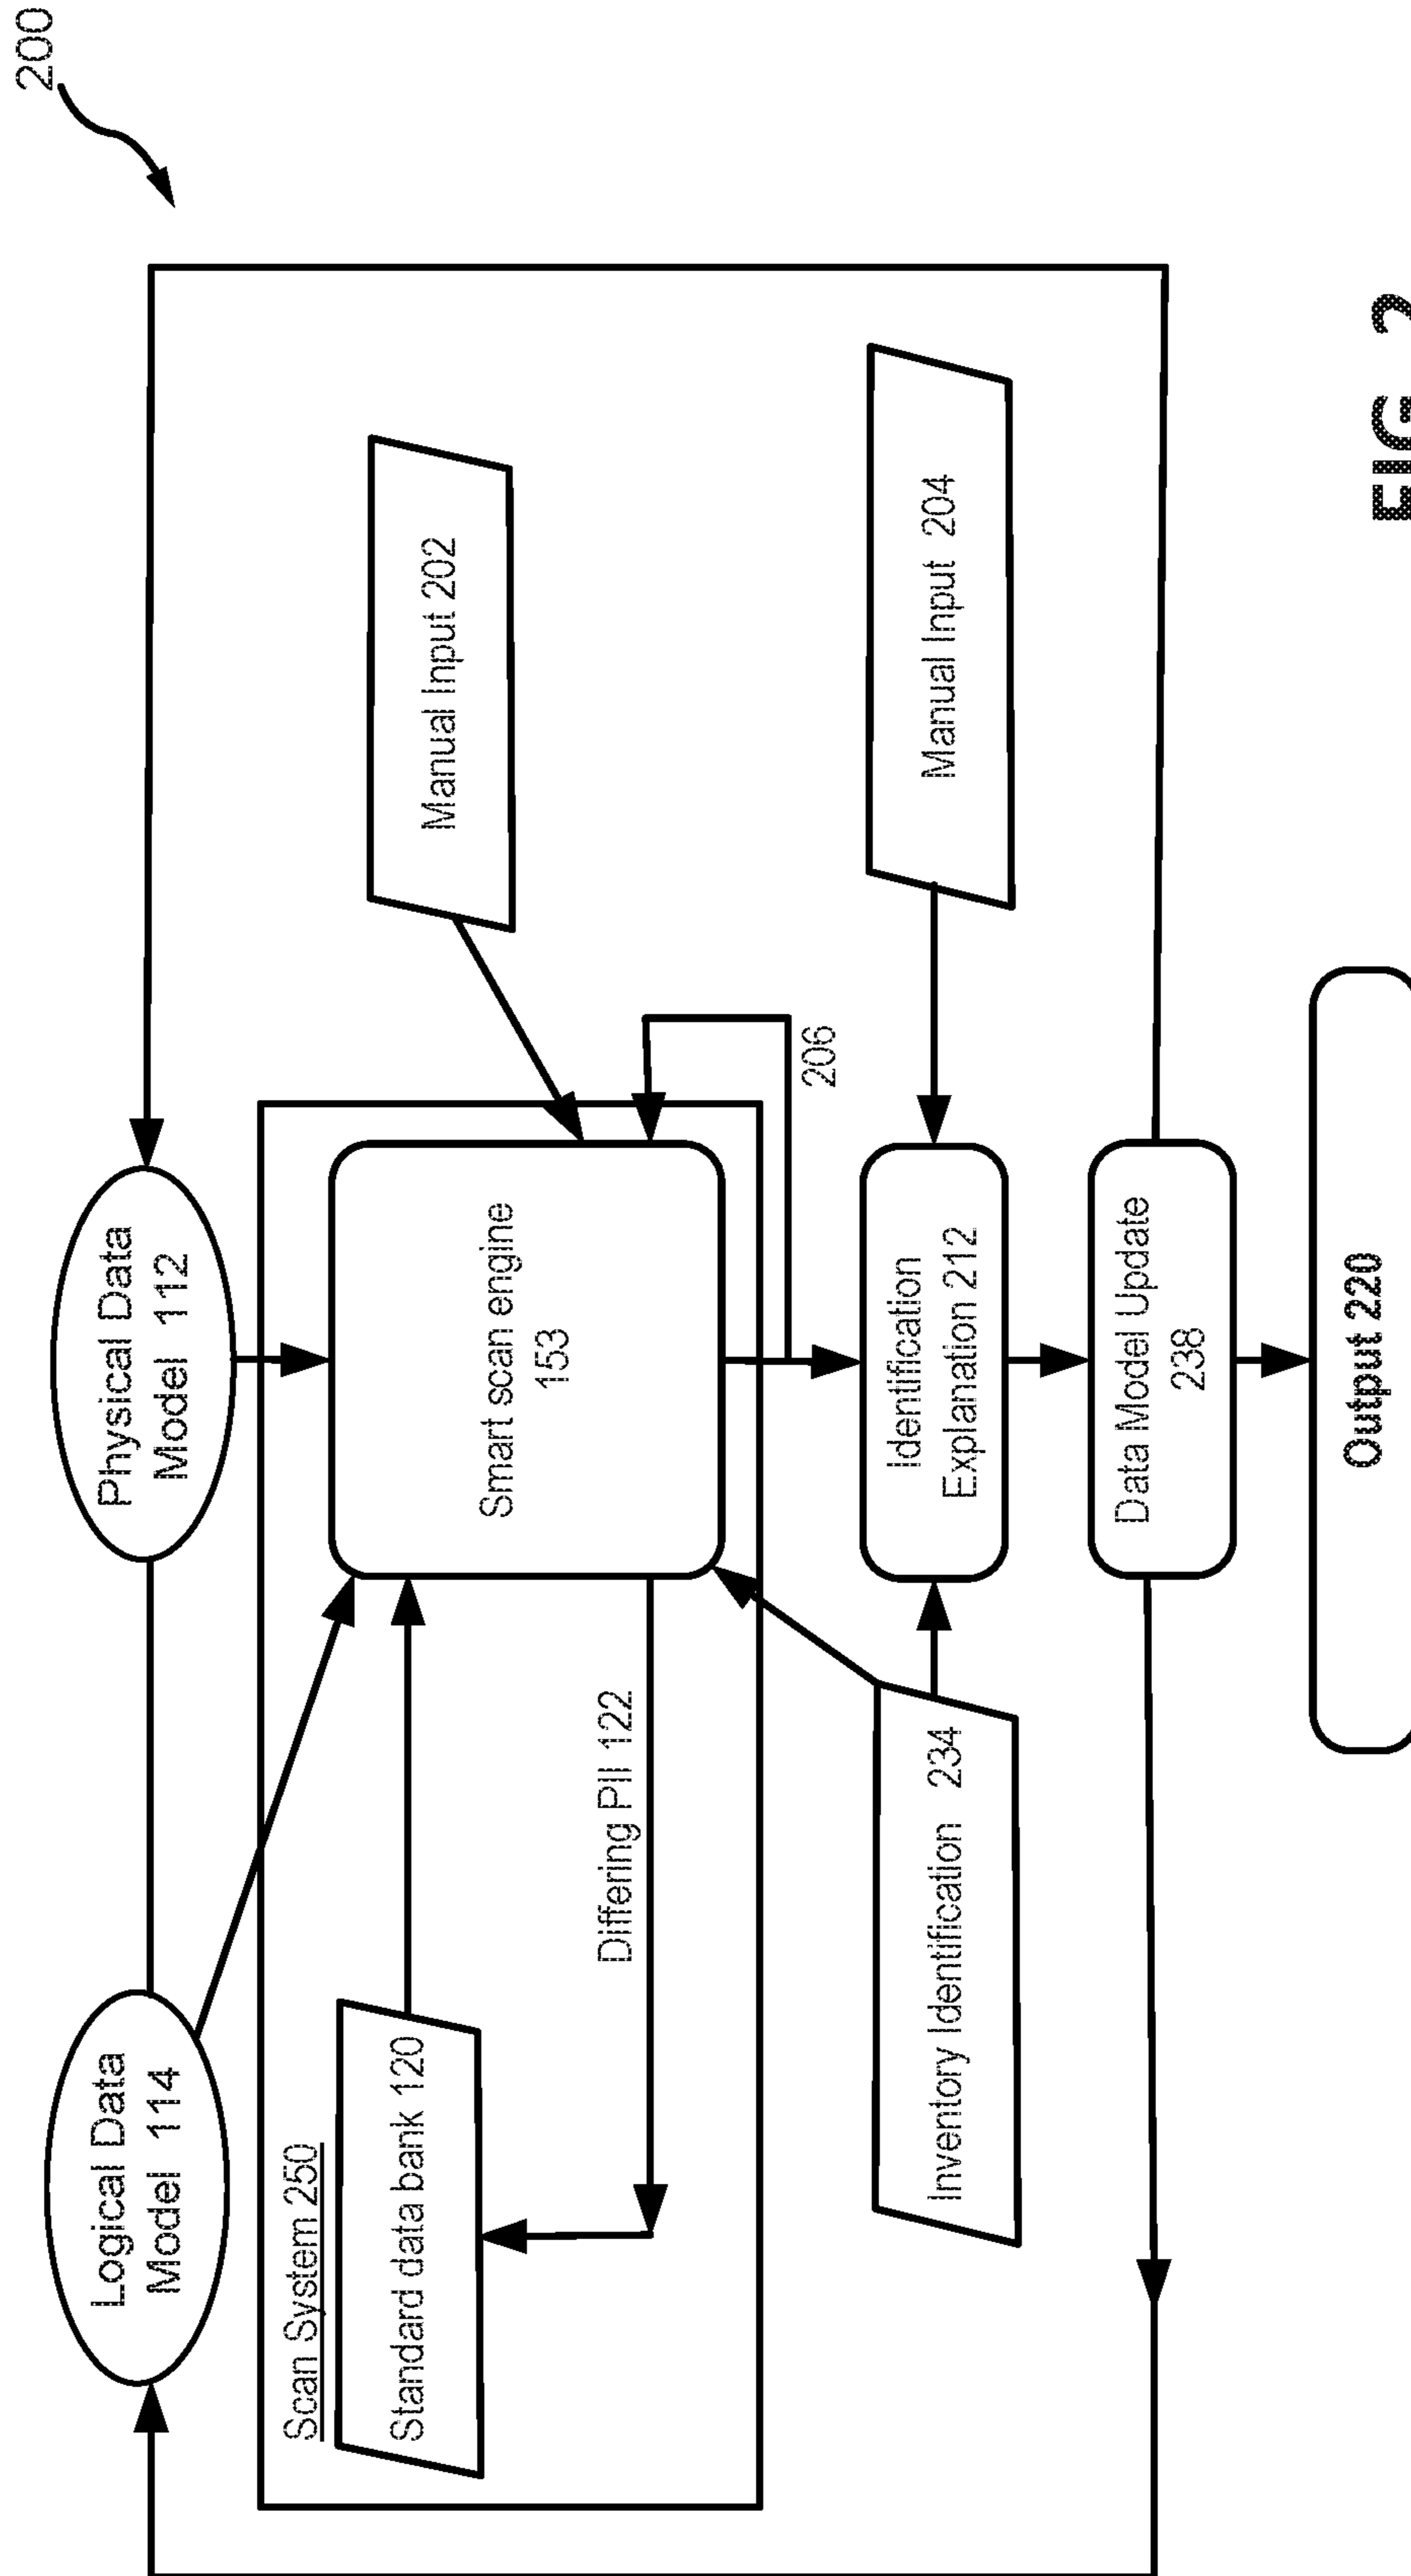 200
Logical Data
Model 114
Physical Data
Model 112
Scan System 250
Standard data bank 120
Smart scan engine
153
Manual Input 202
Differing PII 122
206
Inventory Identification 234
Identification
Explanation 212
Manual Input 204
Data Model Update
238
Output 220
FIG. 2